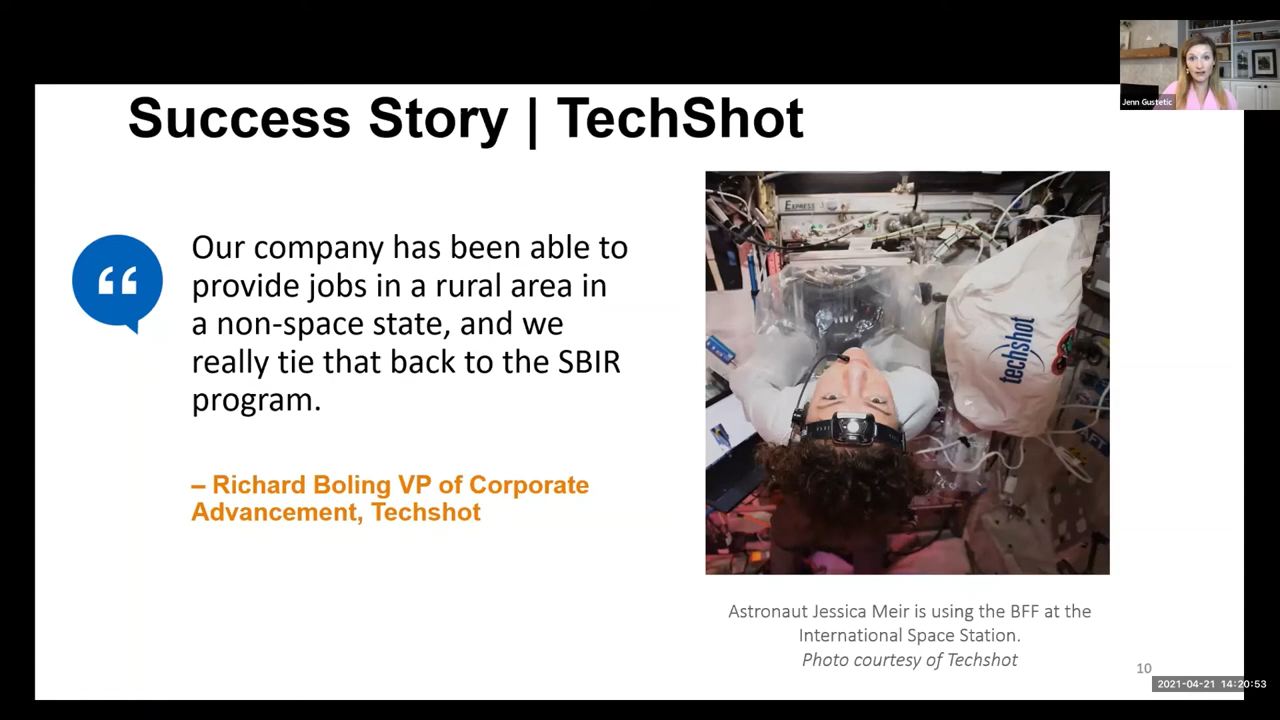 Jenn Gustetic
Success Story | TechShot
“
Our company has been able to
provide jobs in a rural area in
a non-space state, and we
really tie that back to the SBIR
program.
– Richard Boling VP of Corporate
Advancement, Techshot
EXPRESS
techshot
AFT
Astronaut Jessica Meir is using the BFF at the
International Space Station.
Photo courtesy of Techshot
10
2021-04-21 14:20:53